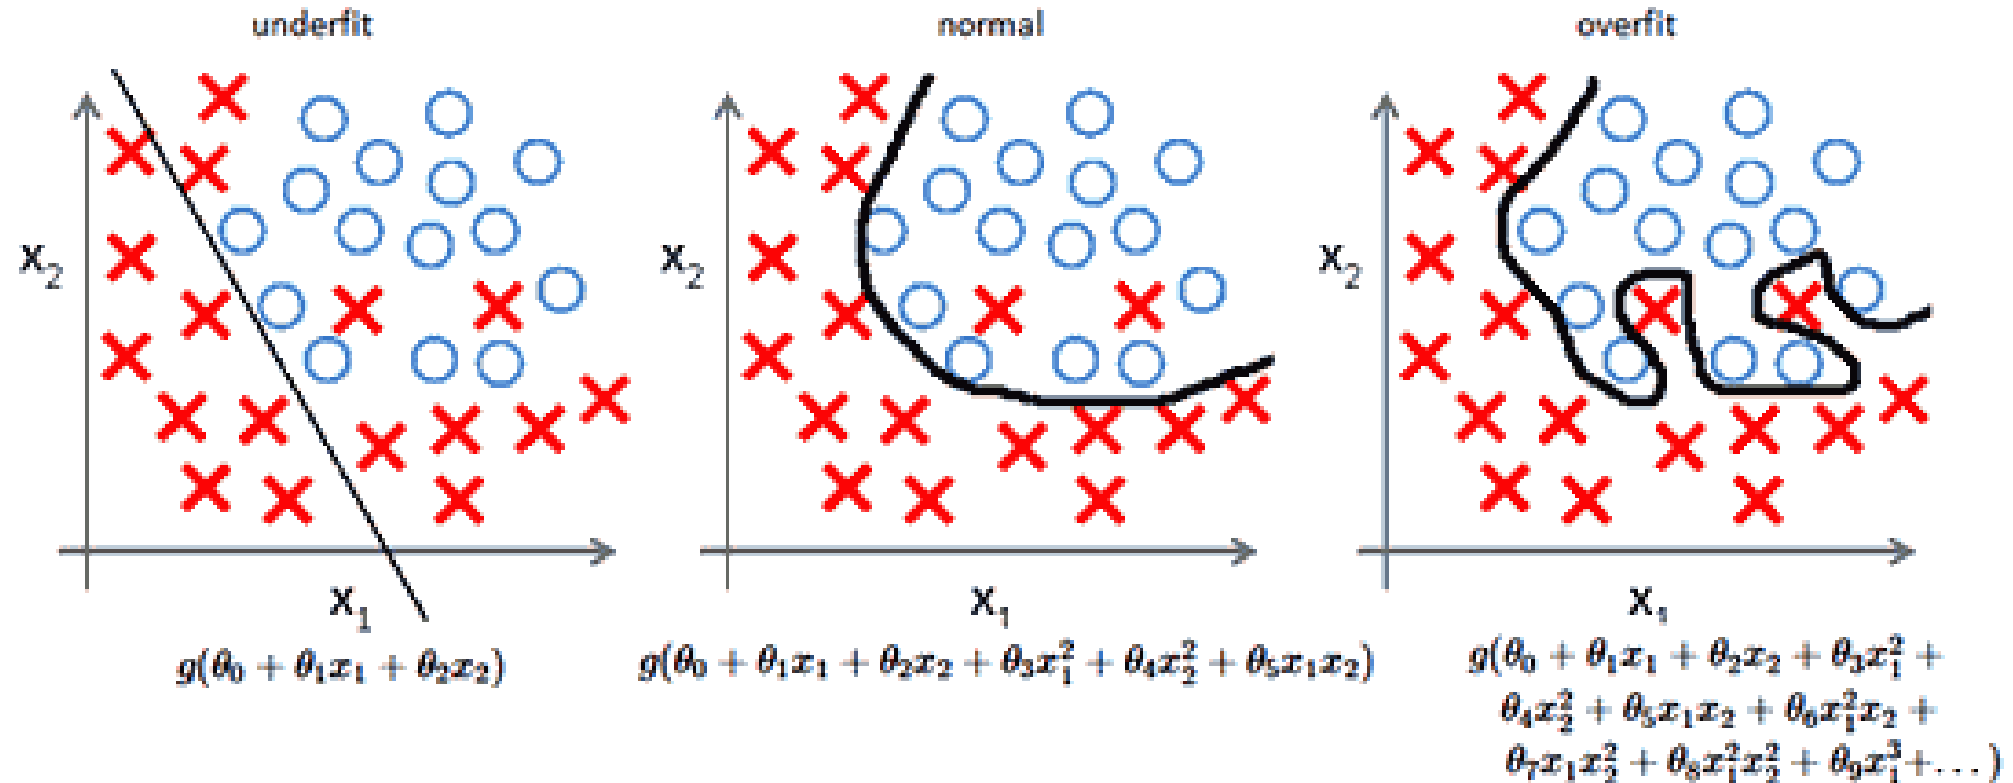 underfit
normal
overfit
x₂
x₂
x₂
x₁
x₁
x₁
g(θ₀ + θ₁x₁ + θ₂x₂)
g(θ₀ + θ₁x₁ + θ₂x₂ + θ₃x₁² + θ₄x₂² + θ₅x₁x₂)
g(θ₀ + θ₁x₁ + θ₂x₂ + θ₃x₁² +
θ₄x₂² + θ₅x₁x₂ + θ₆x₁²x₂ +
θ₇x₁x₂² + θ₈x₁²x₂² + θ₉x₁³+...)